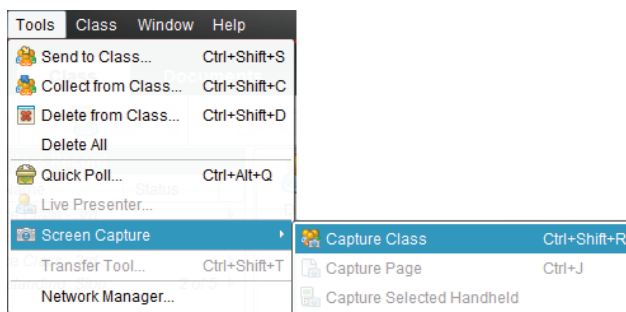 Tools Class Window Help
Send to Class... Ctrl+Shift+S
Collect from Class... Ctrl+Shift+C
Delete from Class... Ctrl+Shift+D
Delete All
Quick Poll... Ctrl+Alt+Q
Live Presenter...
Screen Capture
Capture Class Ctrl+Shift+R
Transfer Tool... Ctrl+Shift+T
Capture Page Ctrl+J
Network Manager...
Capture Selected Handheld